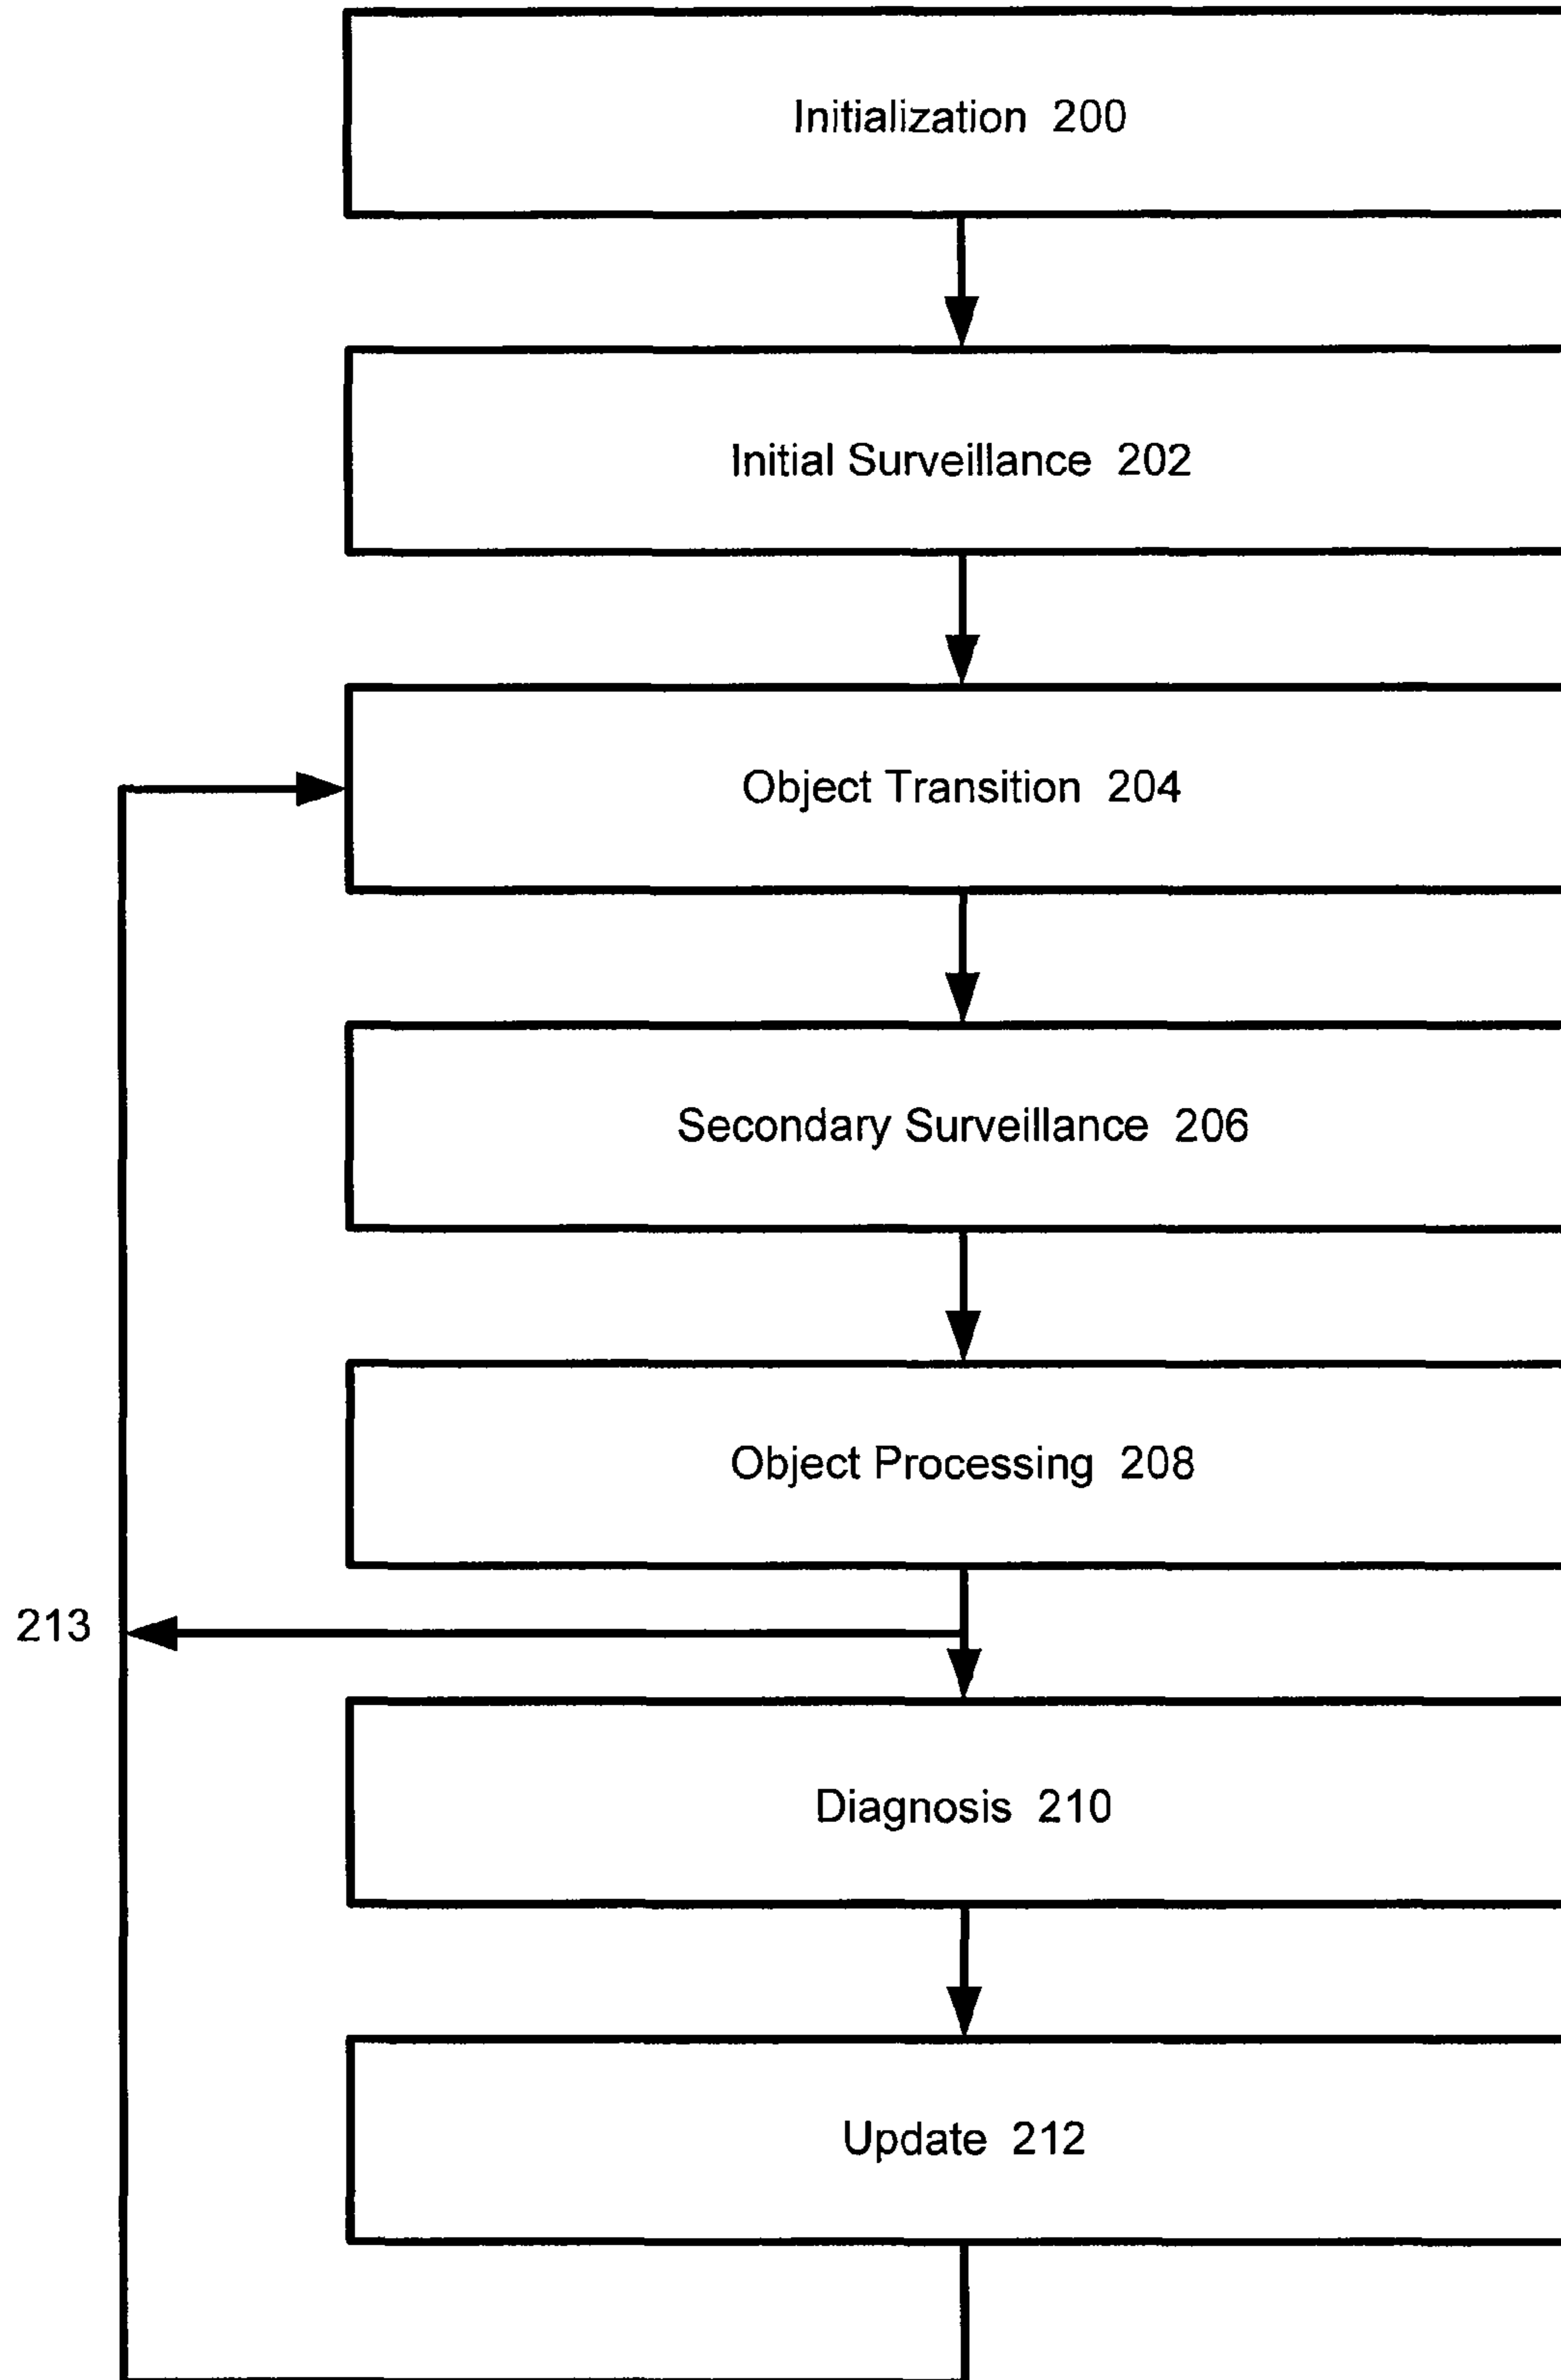 Initialization 200
Initial Surveillance 202
Object Transition 204
Secondary Surveillance 206
Object Processing 208
213
Diagnosis 210
Update 212